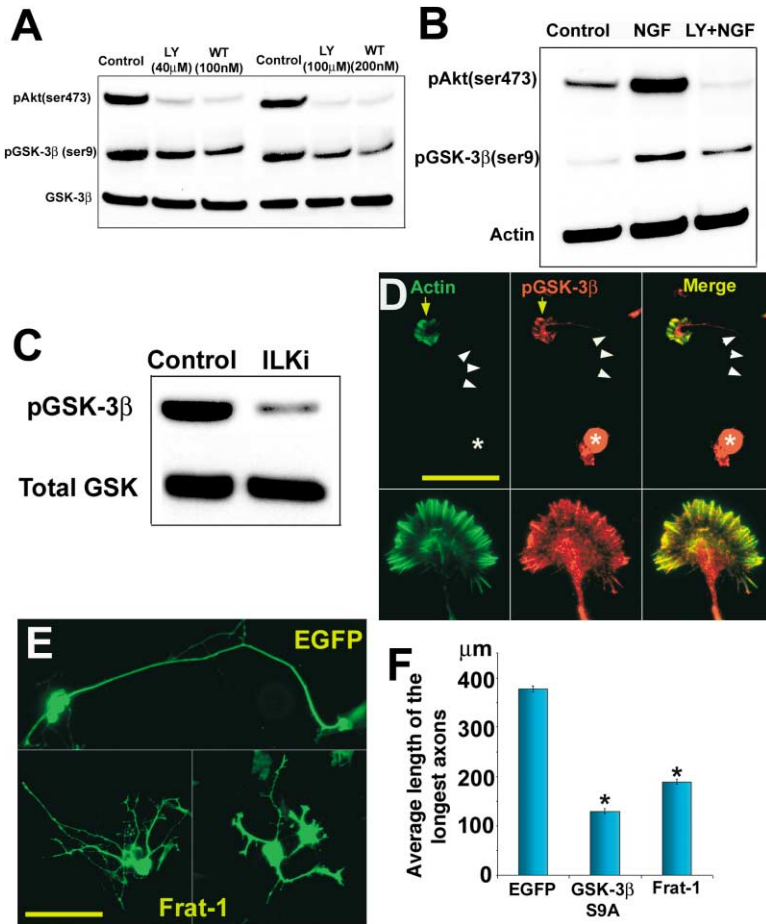 A
Control
LY
(40μM)
WT
(100nM)
Control
LY
(100μM)
WT
(200nM)
pAkt(ser473)
pGSK-3β (ser9)
GSK-3β
B
Control NGF LY+NGF
pAkt(ser473)
pGSK-3β(ser9)
Actin
C
Control ILKi
pGSK-3β
Total GSK
D
Actin
pGSK-3β
Merge
*
*
*
E
EGFP
Frat-1
F
μm
Average length of the
longest axons
400
300
200
100
0
*
*
EGFP
GSK-3β
S9A
Frat-1